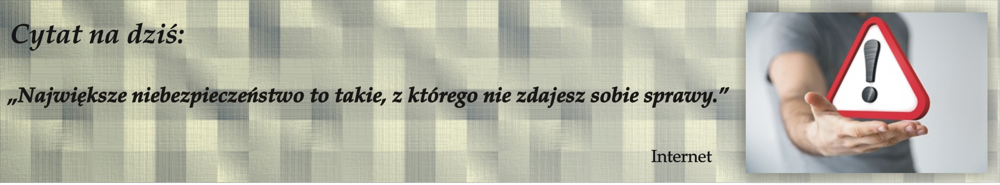 Cytat na dziś:
„Największe niebezpieczeństwo to takie, z którego nie zdajesz sobie sprawy.”
Internet